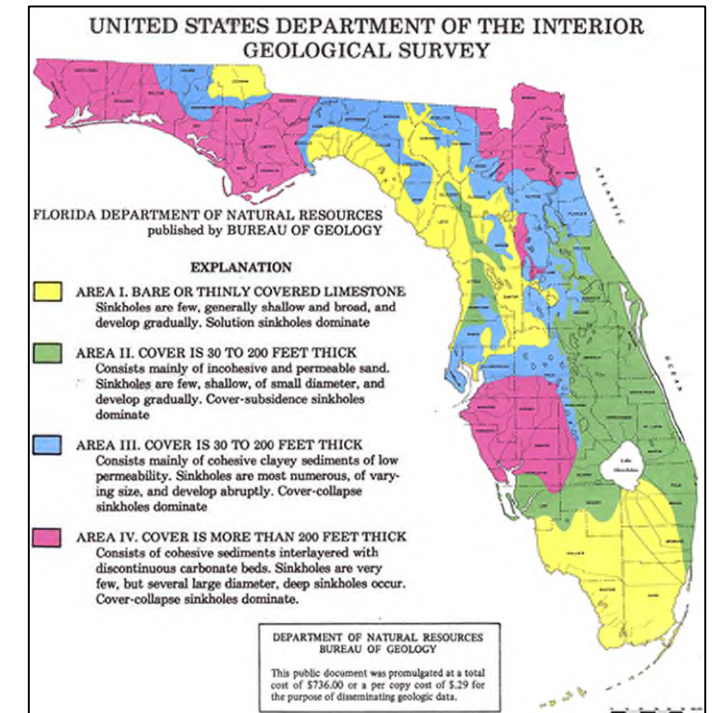 UNITED STATES DEPARTMENT OF THE INTERIOR
GEOLOGICAL SURVEY
ATLANTIC
FLORIDA DEPARTMENT OF NATURAL RESOURCES
published by BUREAU OF GEOLOGY
EXPLANATION
AREA I. BARE OR THINLY COVERED LIMESTONE
Sinkholes are few, generally shallow and broad, and
develop gradually. Solution sinkholes dominate
AREA II. COVER IS 30 TO 200 FEET THICK
Consists mainly of incohesive and permeable sand.
Sinkholes are few, shallow, of small diameter, and
develop gradually. Cover-subsidence sinkholes
dominate
OCEAN
AREA III. COVER IS 30 TO 200 FEET THICK
Consists mainly of cohesive clayey sediments of low
permeability. Sinkholes are most numerous, of vary-
ing size, and develop abruptly. Cover-collapse
sinkholes dominate
Lake
AREA IV. COVER IS MORE THAN 200 FEET THICK
Consists of cohesive sediments interlayered with
discontinuous carbonate beds. Sinkholes are very
few, but several large diameter, deep sinkholes occur.
Cover-collapse sinkholes dominate.
DEPARTMENT OF NATURAL RESOURCES
BUREAU OF GEOLOGY
This public document was promulgated at a total
cost of $736.00 or a per copy cost of $.29 for
the purpose of disseminating geologic data.